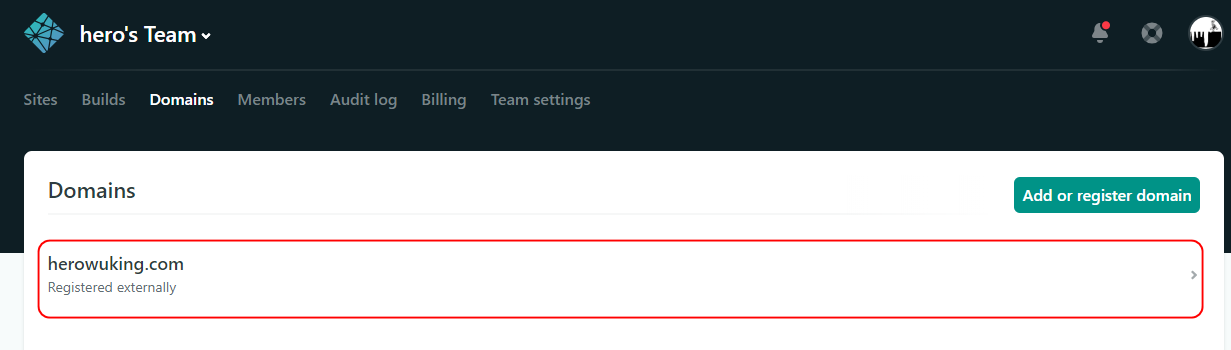 hero's Team
Sites Builds Domains Members Audit log Billing Team settings
Domains
Add or register domain
herowuking.com
Registered externally